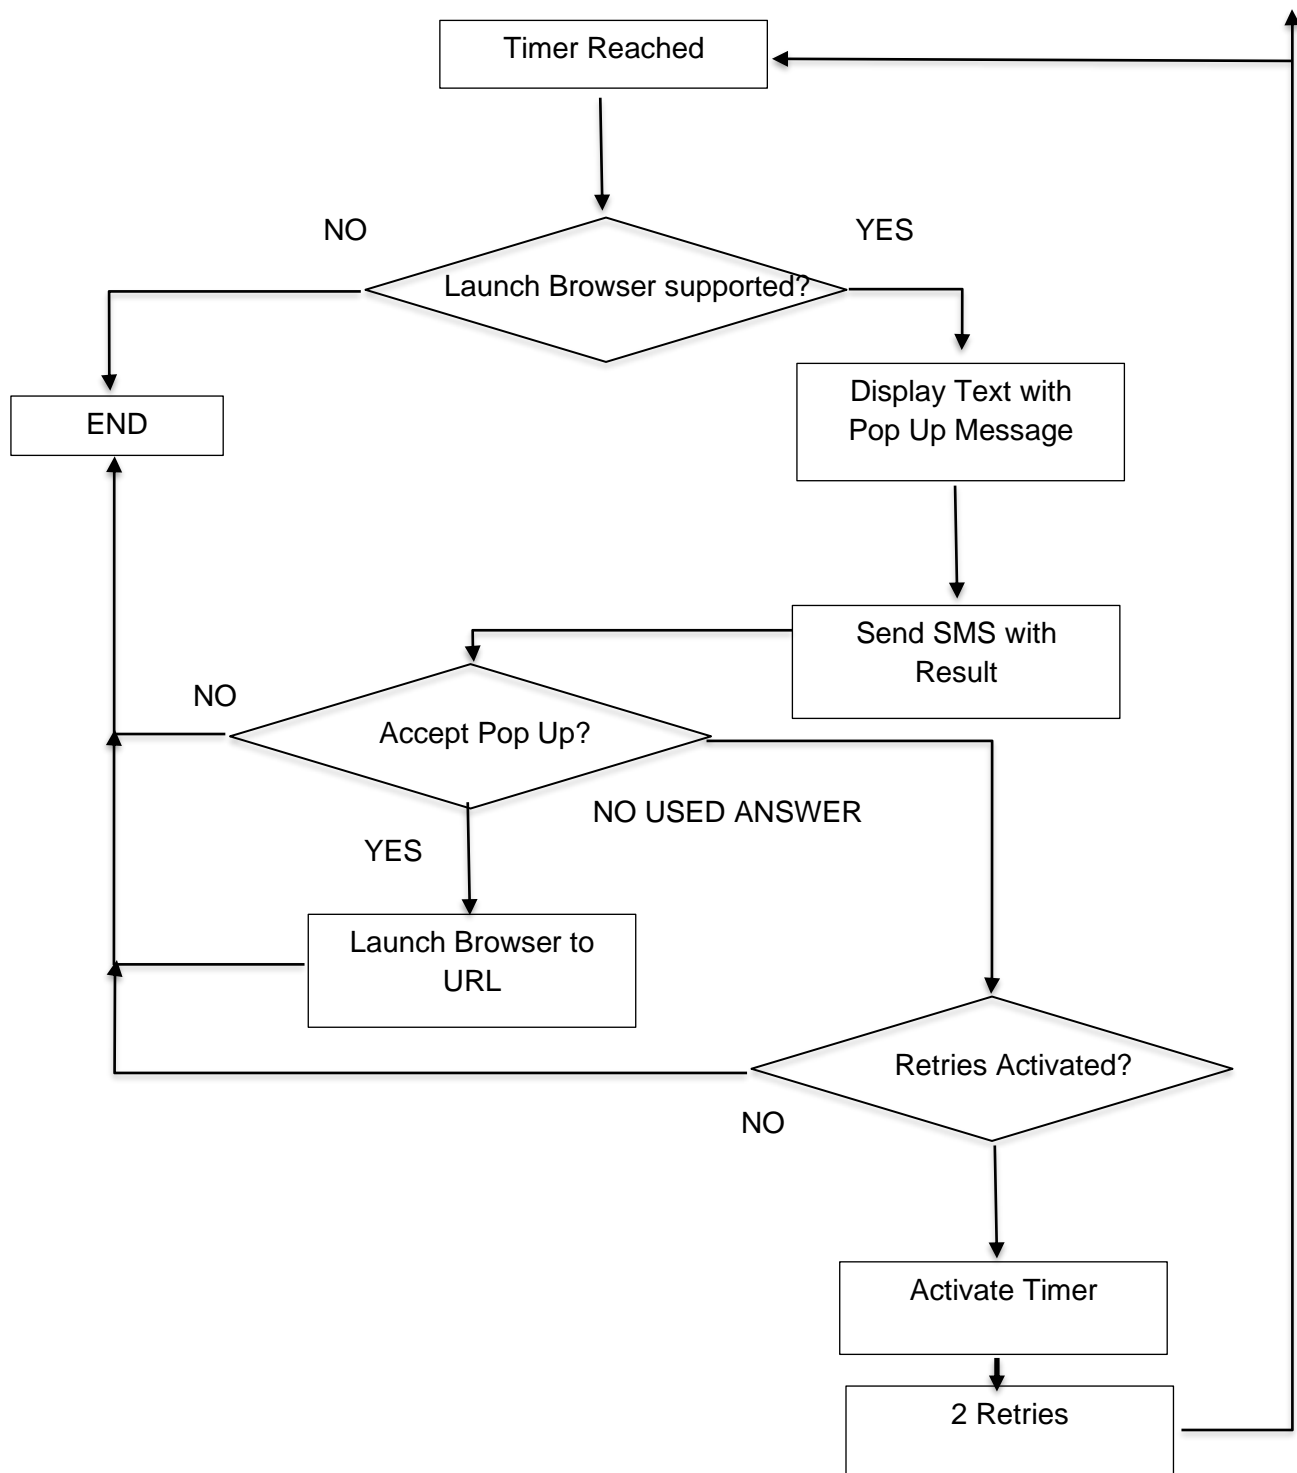 Timer Reached
NO
YES
Launch Browser supported?
Display Text with
Pop Up Message
END
Send SMS with
Result
NO
Accept Pop Up?
NO USED ANSWER
YES
Launch Browser to
URL
Retries Activated?
NO
Activate Timer
2 Retries